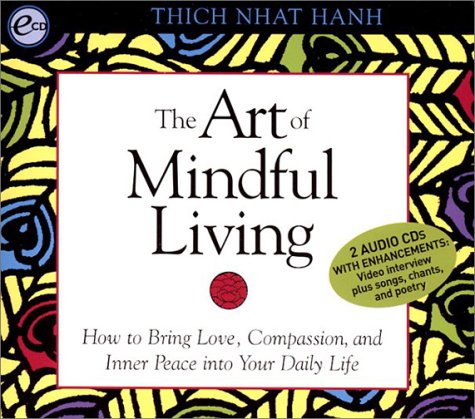 eCD
THICH NHAT HANH
The Art of
Mindful
Living
2 AUDIO CDs
WITH ENHANCEMENTS:
Video interview
plus songs, chants,
and poetry
How to Bring Love, Compassion, and
Inner Peace into Your Daily Life